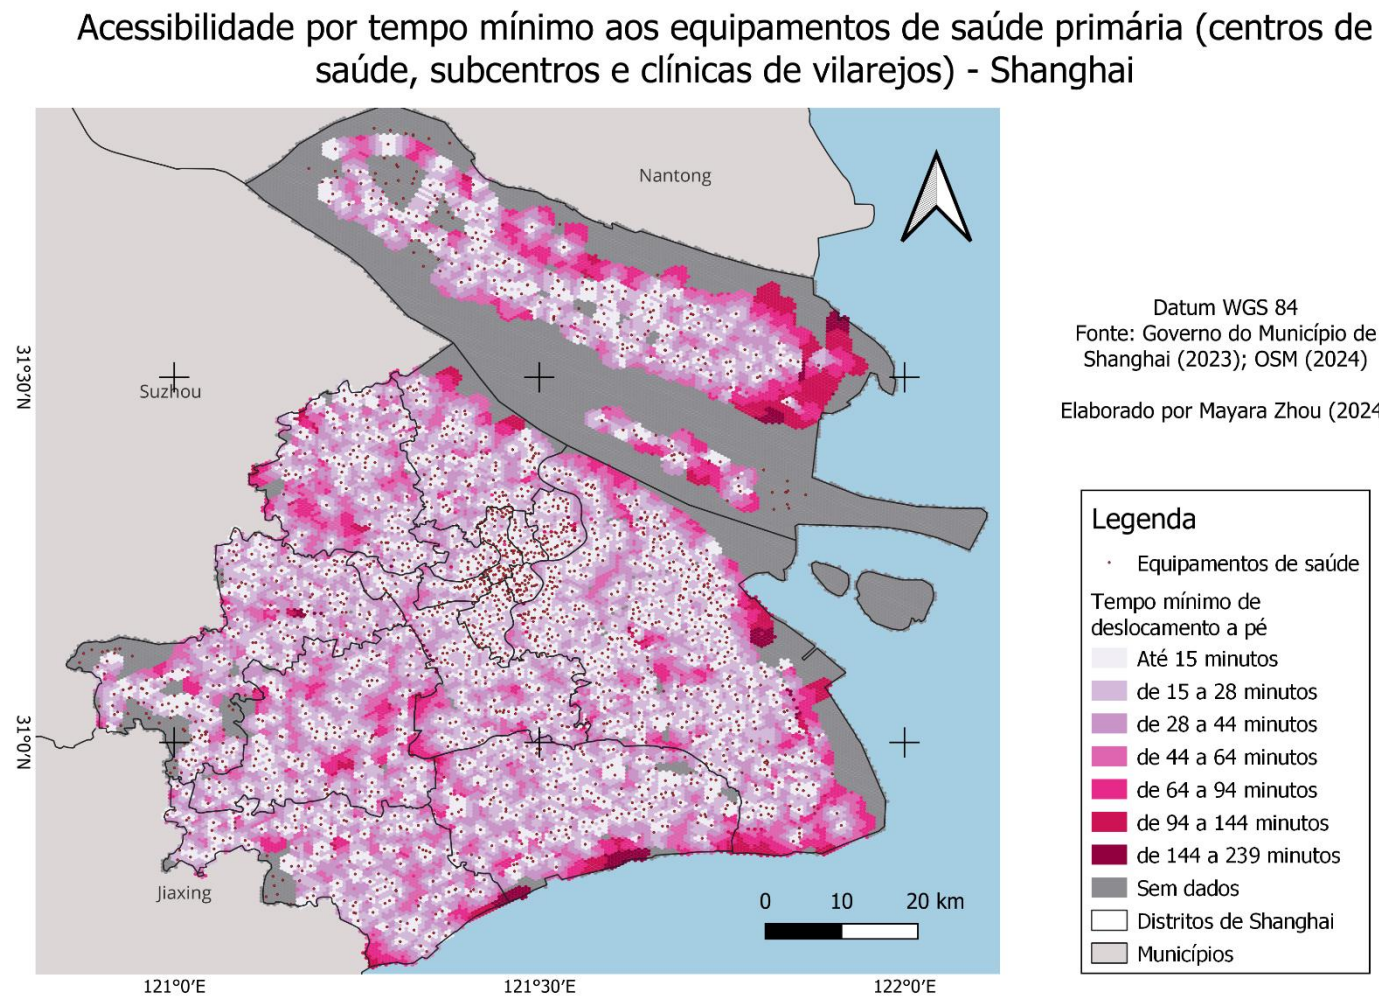 Acessibilidade por tempo mínimo aos equipamentos de saúde primária (centros de
saúde, subcentros e clínicas de vilarejos) - Shanghai
Nantong
Suzhou
Jiaxing
31°30′N
31°0′N
121°0′E
121°30′E
122°0′E
0 10 20 km
Datum WGS 84
Fonte: Governo do Município de
Shanghai (2023); OSM (2024)
Elaborado por Mayara Zhou (2024
Legenda
Equipamentos de saúde
Tempo mínimo de
deslocamento a pé
Até 15 minutos
de 15 a 28 minutos
de 28 a 44 minutos
de 44 a 64 minutos
de 64 a 94 minutos
de 94 a 144 minutos
de 144 a 239 minutos
Sem dados
Distritos de Shanghai
Municípios